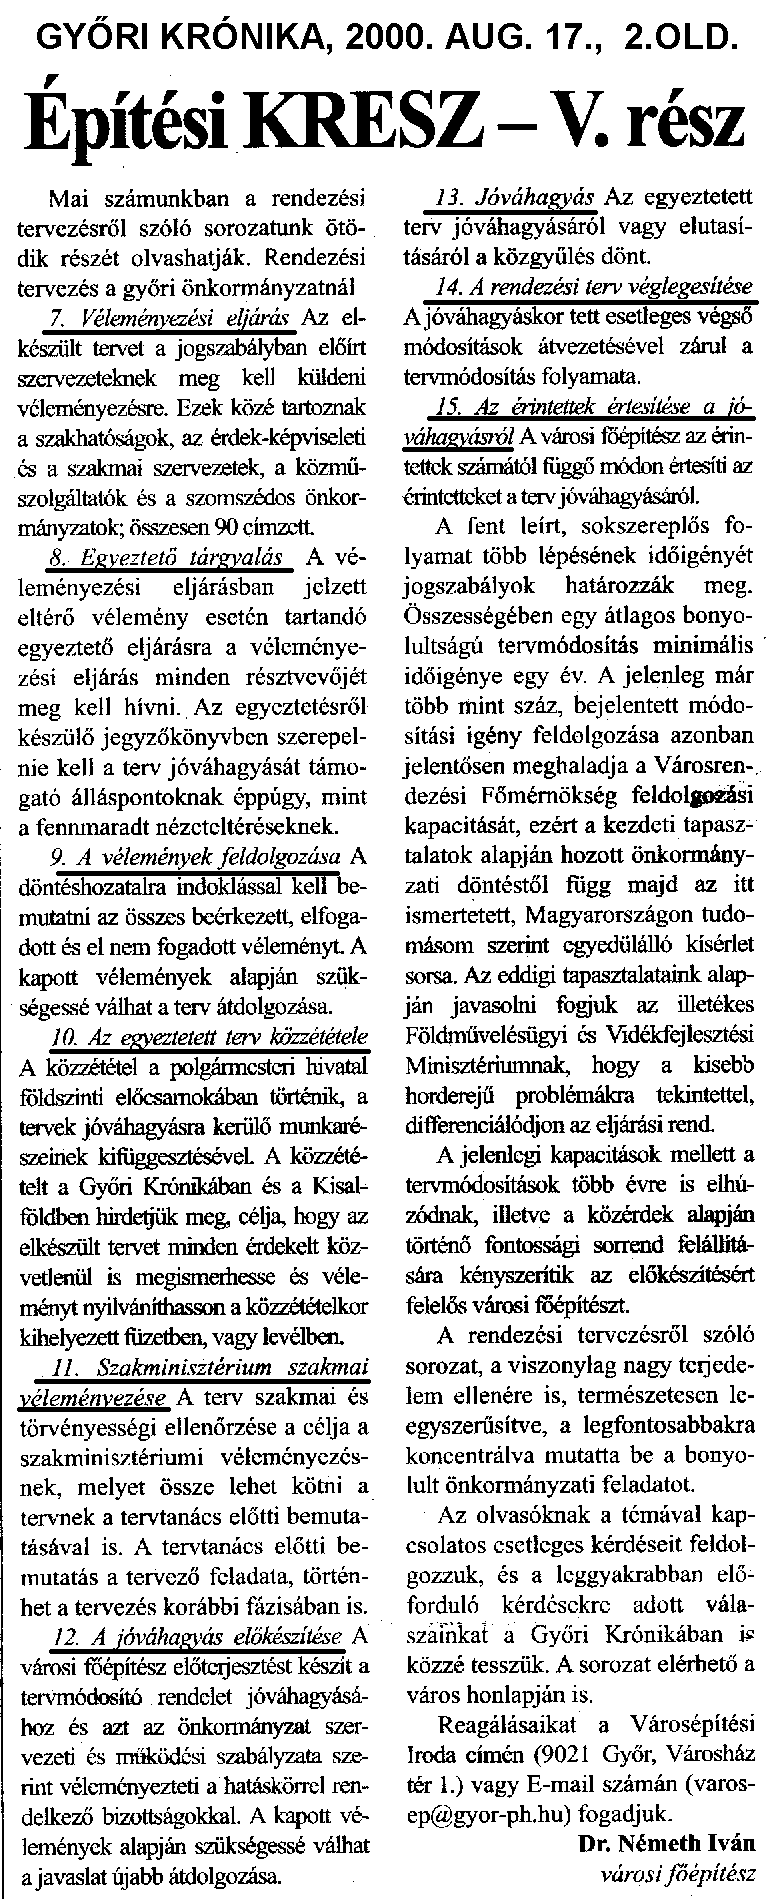 GYŐRI KRÓNIKA, 2000. AUG. 17., 2.OLD.
Építési KRESZ – V. rész
Mai számunkban a rendezési
tervezésről szóló sorozatunk ötö-
dik részét olvashatják. Rendezési
tervezés a győri önkormányzatnál
7. Véleményezési eljárás Az el-
készült tervet a jogszabályban előírt
szervezeteknek meg kell küldeni
véleményezésre. Ezek közé tartoznak
a szakhatóságok, az érdek-képviseleti
és a szakmai szervezetek, a közmű-
szolgáltatók és a szomszédos önkor-
mányzatok; összesen 90 címzett.
8. Egyeztető tárgyalás A vé-
leményezési eljárásban jelzett
eltérő vélemény esetén tartandó
egyeztető eljárásra a véleménye-
zési eljárás minden résztvevőjét
meg kell hívni. Az egyeztetésről
készülő jegyzőkönyvben szerepel-
nie kell a terv jóváhagyását támo-
gató álláspontoknak éppúgy, mint
a fennmaradt nézeteltéréseknek.
9. A vélemények feldolgozása A
döntéshozatalra indoklással kell be-
mutatni az összes beérkezett, elfoga-
dott és el nem fogadott véleményt. A
kapott vélemények alapján szük-
ségessé válhat a terv átdolgozása.
10. Az egyeztetett terv közzététele
A közzététel a polgármesteri hivatal
földszinti előcsarnokában történik, a
tervek jóváhagyásra kerülő munkaré-
szeinek kifüggesztésével. A közzété-
telt a Győri Krónikában és a Kisal-
földben hirdetjük meg, célja, hogy az
elkészült tervet minden érdekelt köz-
vetlenül is megismerhesse és véle-
ményt nyilváníthasson a közzétételkor
kihelyezett füzetben, vagy levélben.
11. Szakminisztérium szakmai
véleményezése A terv szakmai és
törvényességi ellenőrzése a célja a
szakminisztériumi véleményezés-
nek, melyet össze lehet kötni a
tervnek a tervtanács előtti bemuta-
tásával is. A tervtanács előtti be-
mutatás a tervező feladata, történ-
het a tervezés korábbi fázisában is.
12. A jóváhagyás előkészítése A
városi főépítész előterjesztést készít a
tervmódosító rendelet jóváhagyásá-
hoz és azt az önkormányzat szer-
vezeti és működési szabályzata sze-
rint véleményezteti a hatáskörrel ren-
delkező bizottságokkal. A kapott vé-
lemények alapján szükségessé válhat
a javaslat újabb átdolgozása.
13. Jóváhagyás Az egyeztetett
terv jóváhagyásáról vagy elutasí-
tásáról a közgyűlés dönt.
14. A rendezési terv véglegesítése
A jóváhagyáskor tett esetleges végső
módosítások átvezetésével zárul a
tervmódosítás folyamata.
15. Az érintettek értesítése a jó-
váhagyásról A városi főépítész az érin-
tettek számától függő módon értesíti az
érintetteket a terv jóváhagyásáról.
A fent leírt, sokszereplős fo-
lyamat több lépésének időigényét
jogszabályok határozzák meg.
Összességében egy átlagos bonyo-
lultságú tervmódosítás minimális
időigénye egy év. A jelenleg már
több mint száz, bejelentett módo-
sítási igény feldolgozása azonban
jelentősen meghaladja a Városren-
dezési Főmérnökség feldolgozási
kapacitását, ezért a kezdeti tapasz-
talatok alapján hozott önkormány-
zati döntéstől függ majd az itt
ismertetett, Magyarországon tudo-
másom szerint egyedülálló kísérlet
sorsa. Az eddigi tapasztalataink alap-
ján javasolni fogjuk az illetékes
Földművelésügyi és Vidékfejlesztési
Minisztériumnak, hogy a kisebb
horderejű problémákra tekintettel,
differenciálódjon az eljárási rend.
A jelenlegi kapacitások mellett a
tervmódosítások több évre is elhú-
zódnak, illetve a közérdek alapján
történő fontossági sorrend felállítá-
sára kényszerítik az előkészítésért
felelős városi főépítészt.
A rendezési tervezésről szóló
sorozat, a viszonylag nagy terjede-
lem ellenére is, természetesen le-
egyszerűsítve, a legfontosabbakra
koncentrálva mutatta be a bonyo-
lult önkormányzati feladatot.
Az olvasóknak a témával kap-
csolatos esetleges kérdéseit feldol-
gozzuk, és a leggyakrabban elő-
forduló kérdésekre adott vála-
szainkat a Győri Krónikában is
közzé tesszük. A sorozat elérhető a
város honlapján is.
Reagálásaikat a Városépítési
Iroda címén (9021 Győr, Városház
tér 1.) vagy E-mail számán (varos-
ep@gyor-ph.hu) fogadjuk.
Dr. Németh Iván
városi főépítész